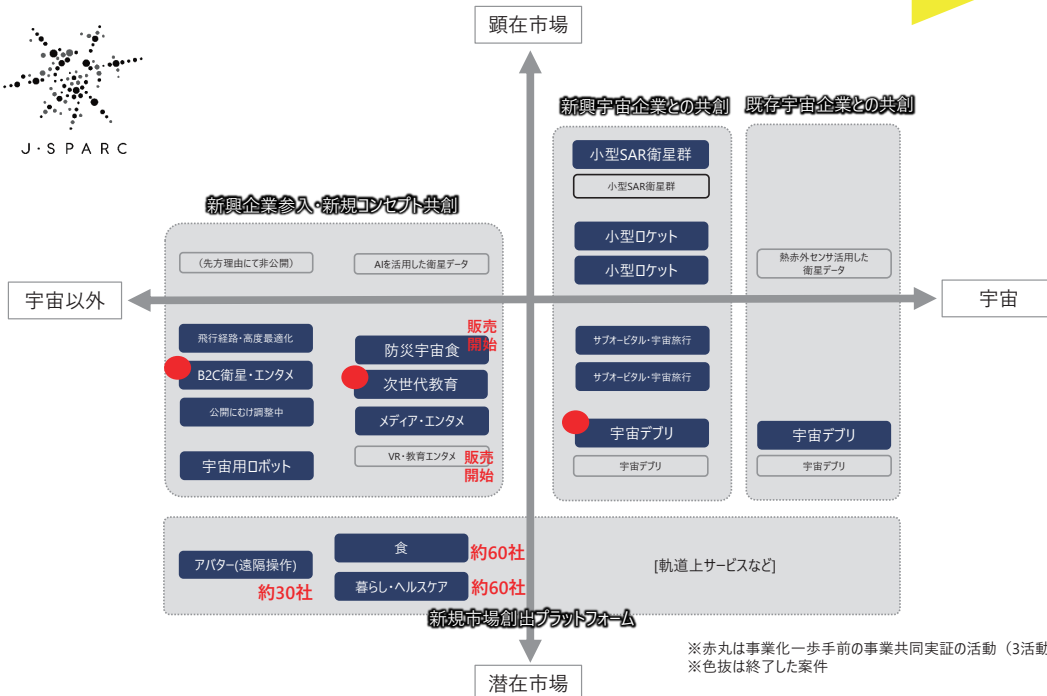 顕在市場
J·SPARC
新興宇宙企業との共創
既存宇宙企業との共創
小型SAR衛星群
小型SAR衛星群
新興企業参入・新規コンセプト共創
小型ロケット
小型ロケット
(先方理由にて非公開)
AIを活用した衛星データ
熱赤外センサ活用した
衛星データ
宇宙以外
宇宙
飛行経路・高度最適化
防災宇宙食
販売
開始
サブオービタル・宇宙旅行
B2C衛星・エンタメ
次世代教育
サブオービタル・宇宙旅行
公開にむけ調整中
メディア・エンタメ
宇宙デブリ
宇宙デブリ
宇宙用ロボット
VR・教育エンタメ
販売
開始
宇宙デブリ
宇宙デブリ
アバター(遠隔操作)
約30社
食
約60社
暮らし・ヘルスケア
約60社
[軌道上サービスなど]
新規市場創出プラットフォーム
※赤丸は事業化一歩手前の事業共同実証の活動（3活動
※色抜は終了した案件
潜在市場